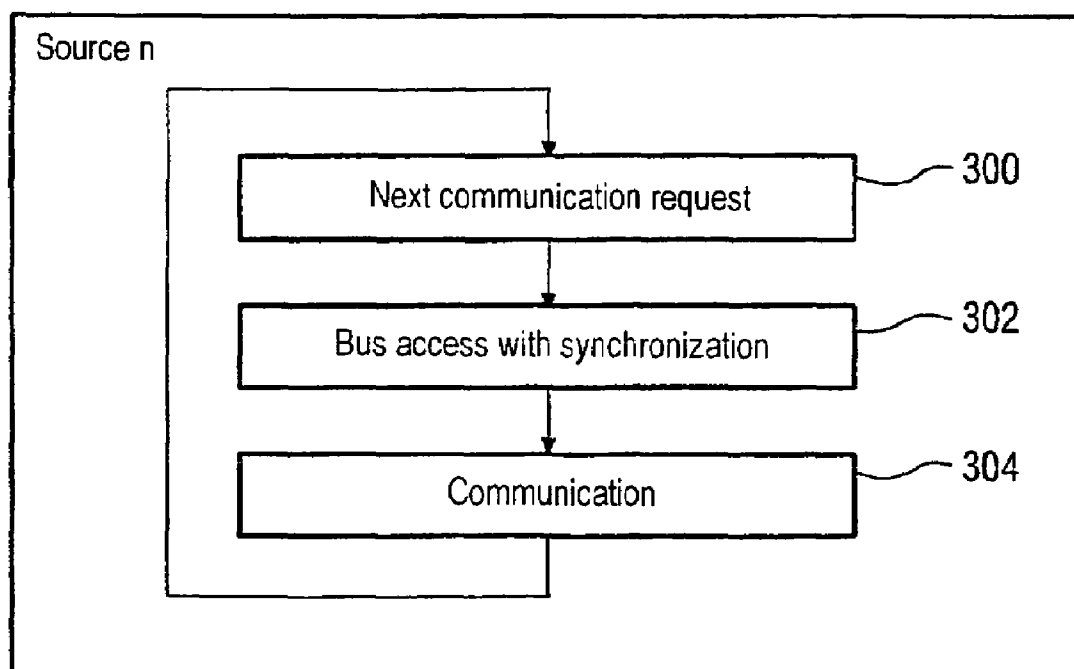 Source n
Next communication request
300
Bus access with synchronization
302
Communication
304